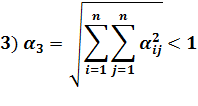 3) α₃ = √(∑ᵢ₌₁ⁿ ∑ⱼ₌₁ⁿ αᵢⱼ²) < 1